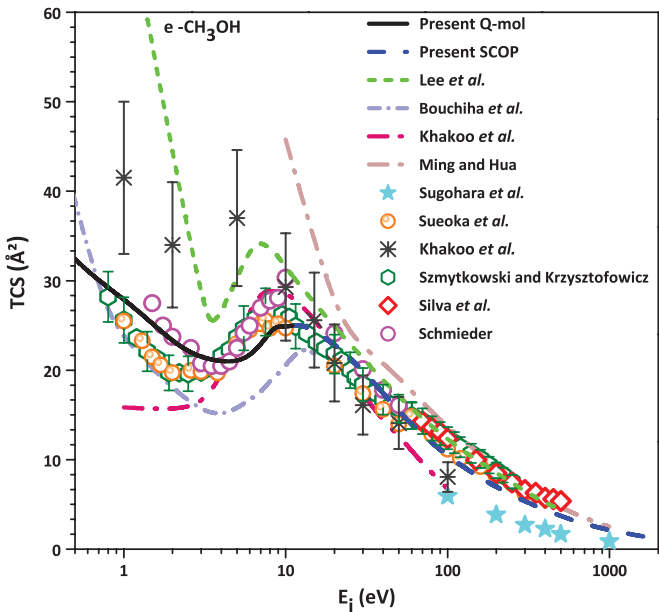 e -CH3OH
Present Q-mol
Present SCOP
Lee et al.
Bouchiha et al.
Khakoo et al.
Ming and Hua
Sugohara et al.
Sueoka et al.
Khakoo et al.
Szmytkowski and Krzysztofowicz
Silva et al.
Schmieder
TCS (Å²)
60
50
40
30
20
10
0
1 10 100 1000
Ei (eV)